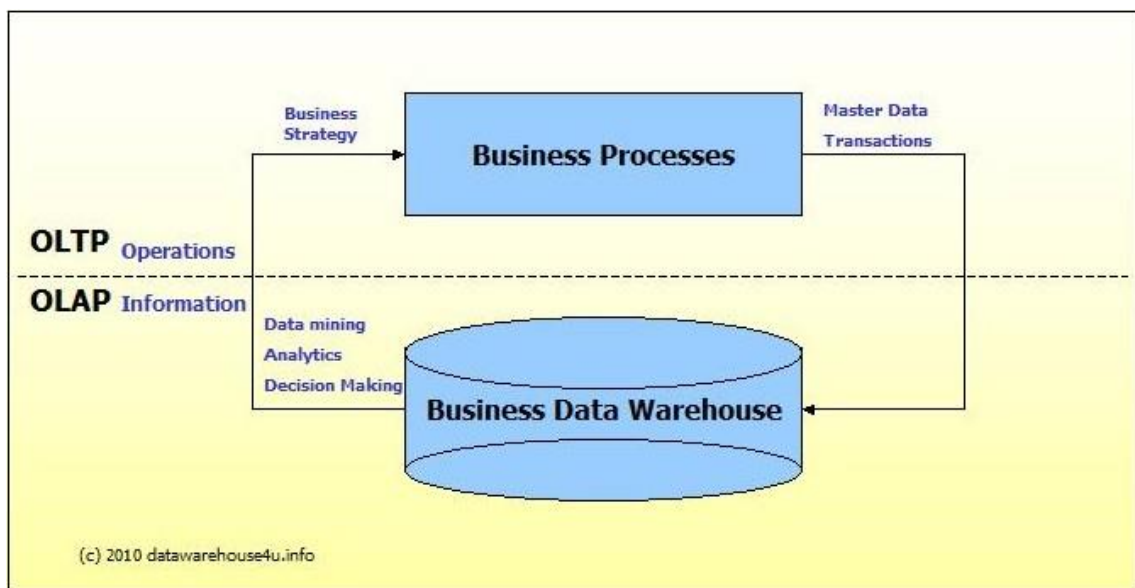 Business
Strategy
Business Processes
Master Data
Transactions
OLTP Operations
OLAP Information
Data mining
Analytics
Decision Making
Business Data Warehouse
(c) 2010 datawarehouse4u.info